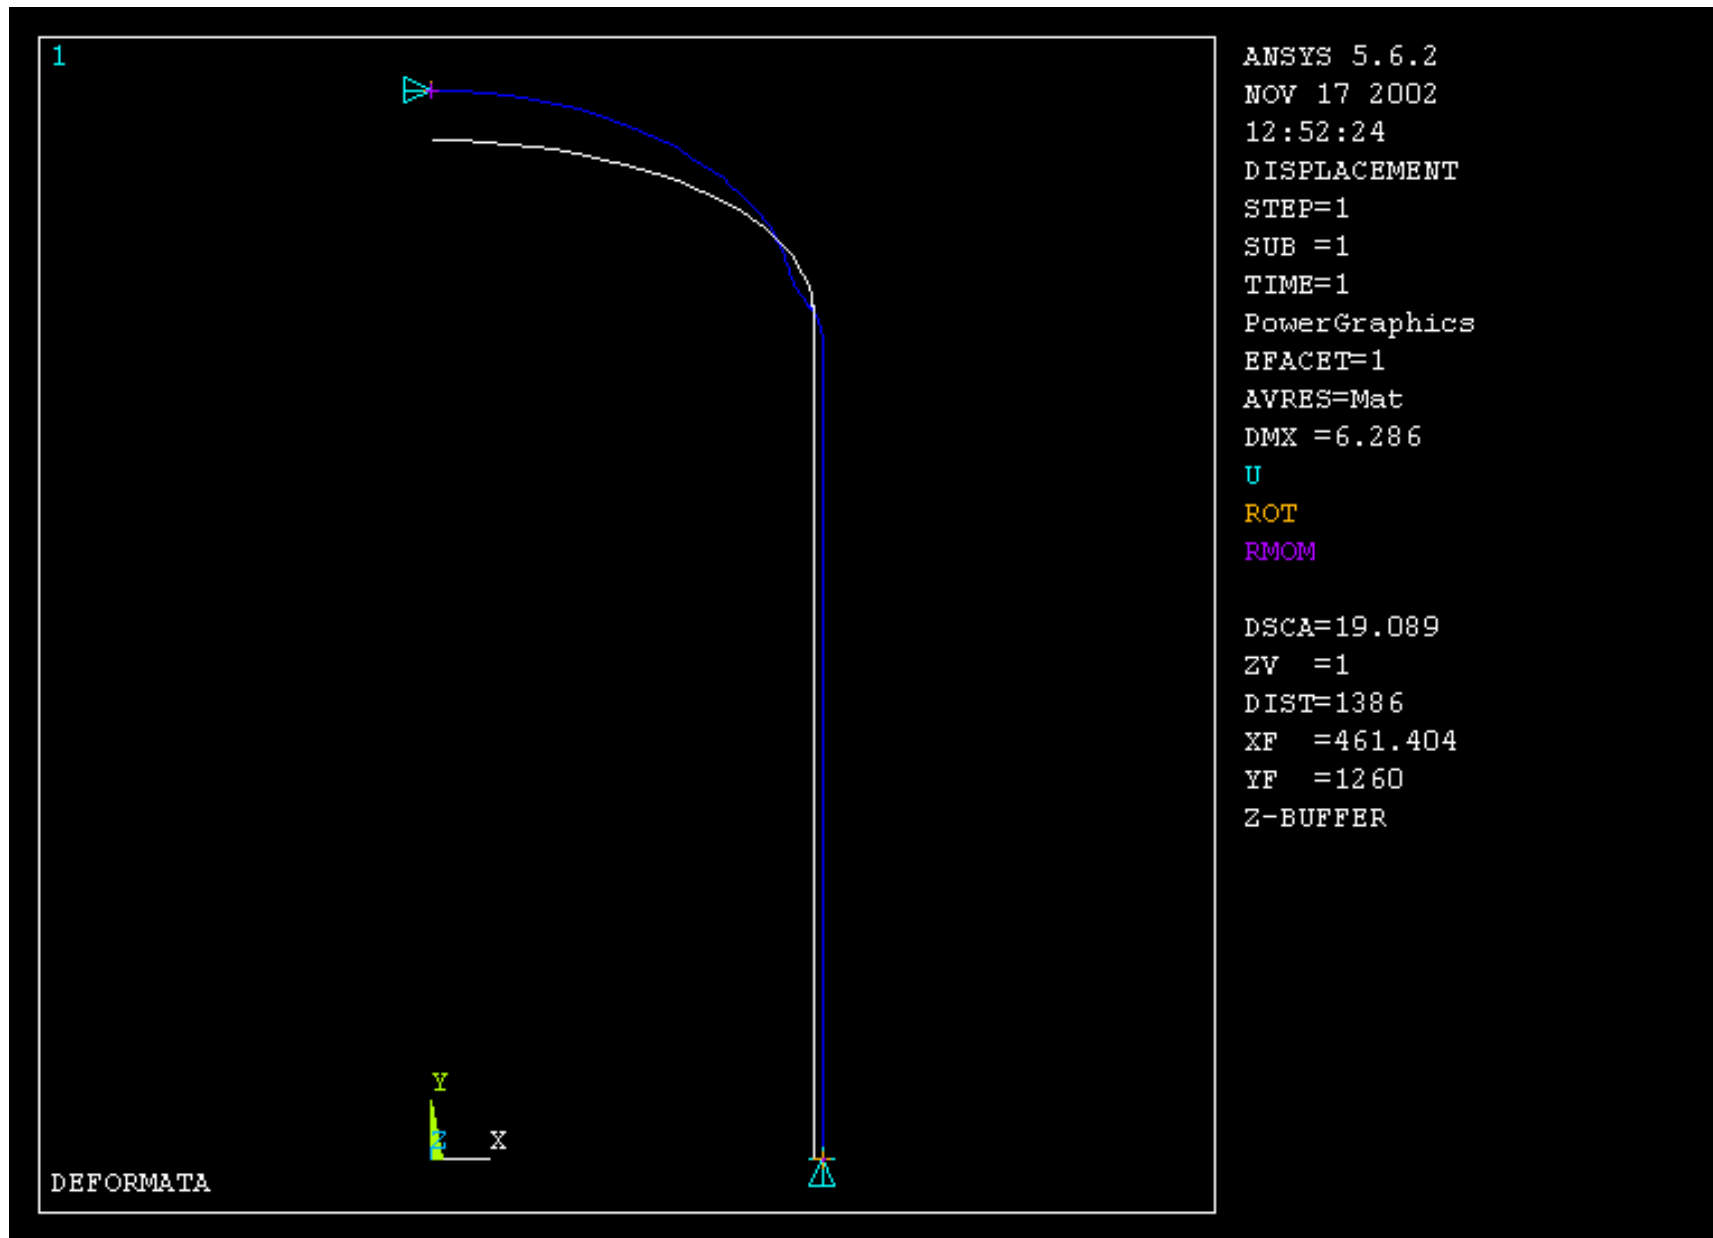 1
ANSYS 5.6.2
NOV 17 2002
12:52:24
DISPLACEMENT
STEP=1
SUB =1
TIME=1
PowerGraphics
EFACET=1
AVRES=Mat
DMX =6.286
U
ROT
RMOM
DSCA=19.089
ZV =1
DIST=1386
XF =461.404
YF =1260
Z-BUFFER
Y
Z X
DEFORMATA